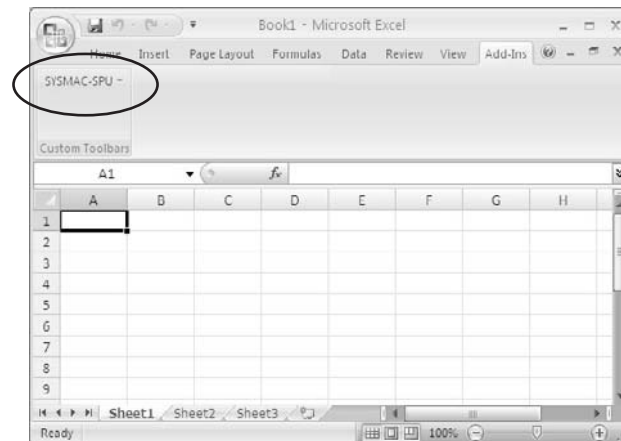 Book1 - Microsoft Excel
Home Insert Page Layout Formulas Data Review View Add-Ins
SYSMAC-SPU
Custom Toolbars
A1 fx
A B C D E F G H
1
2
3
4
5
6
7
8
9
Sheet1 Sheet2 Sheet3
Ready 100%